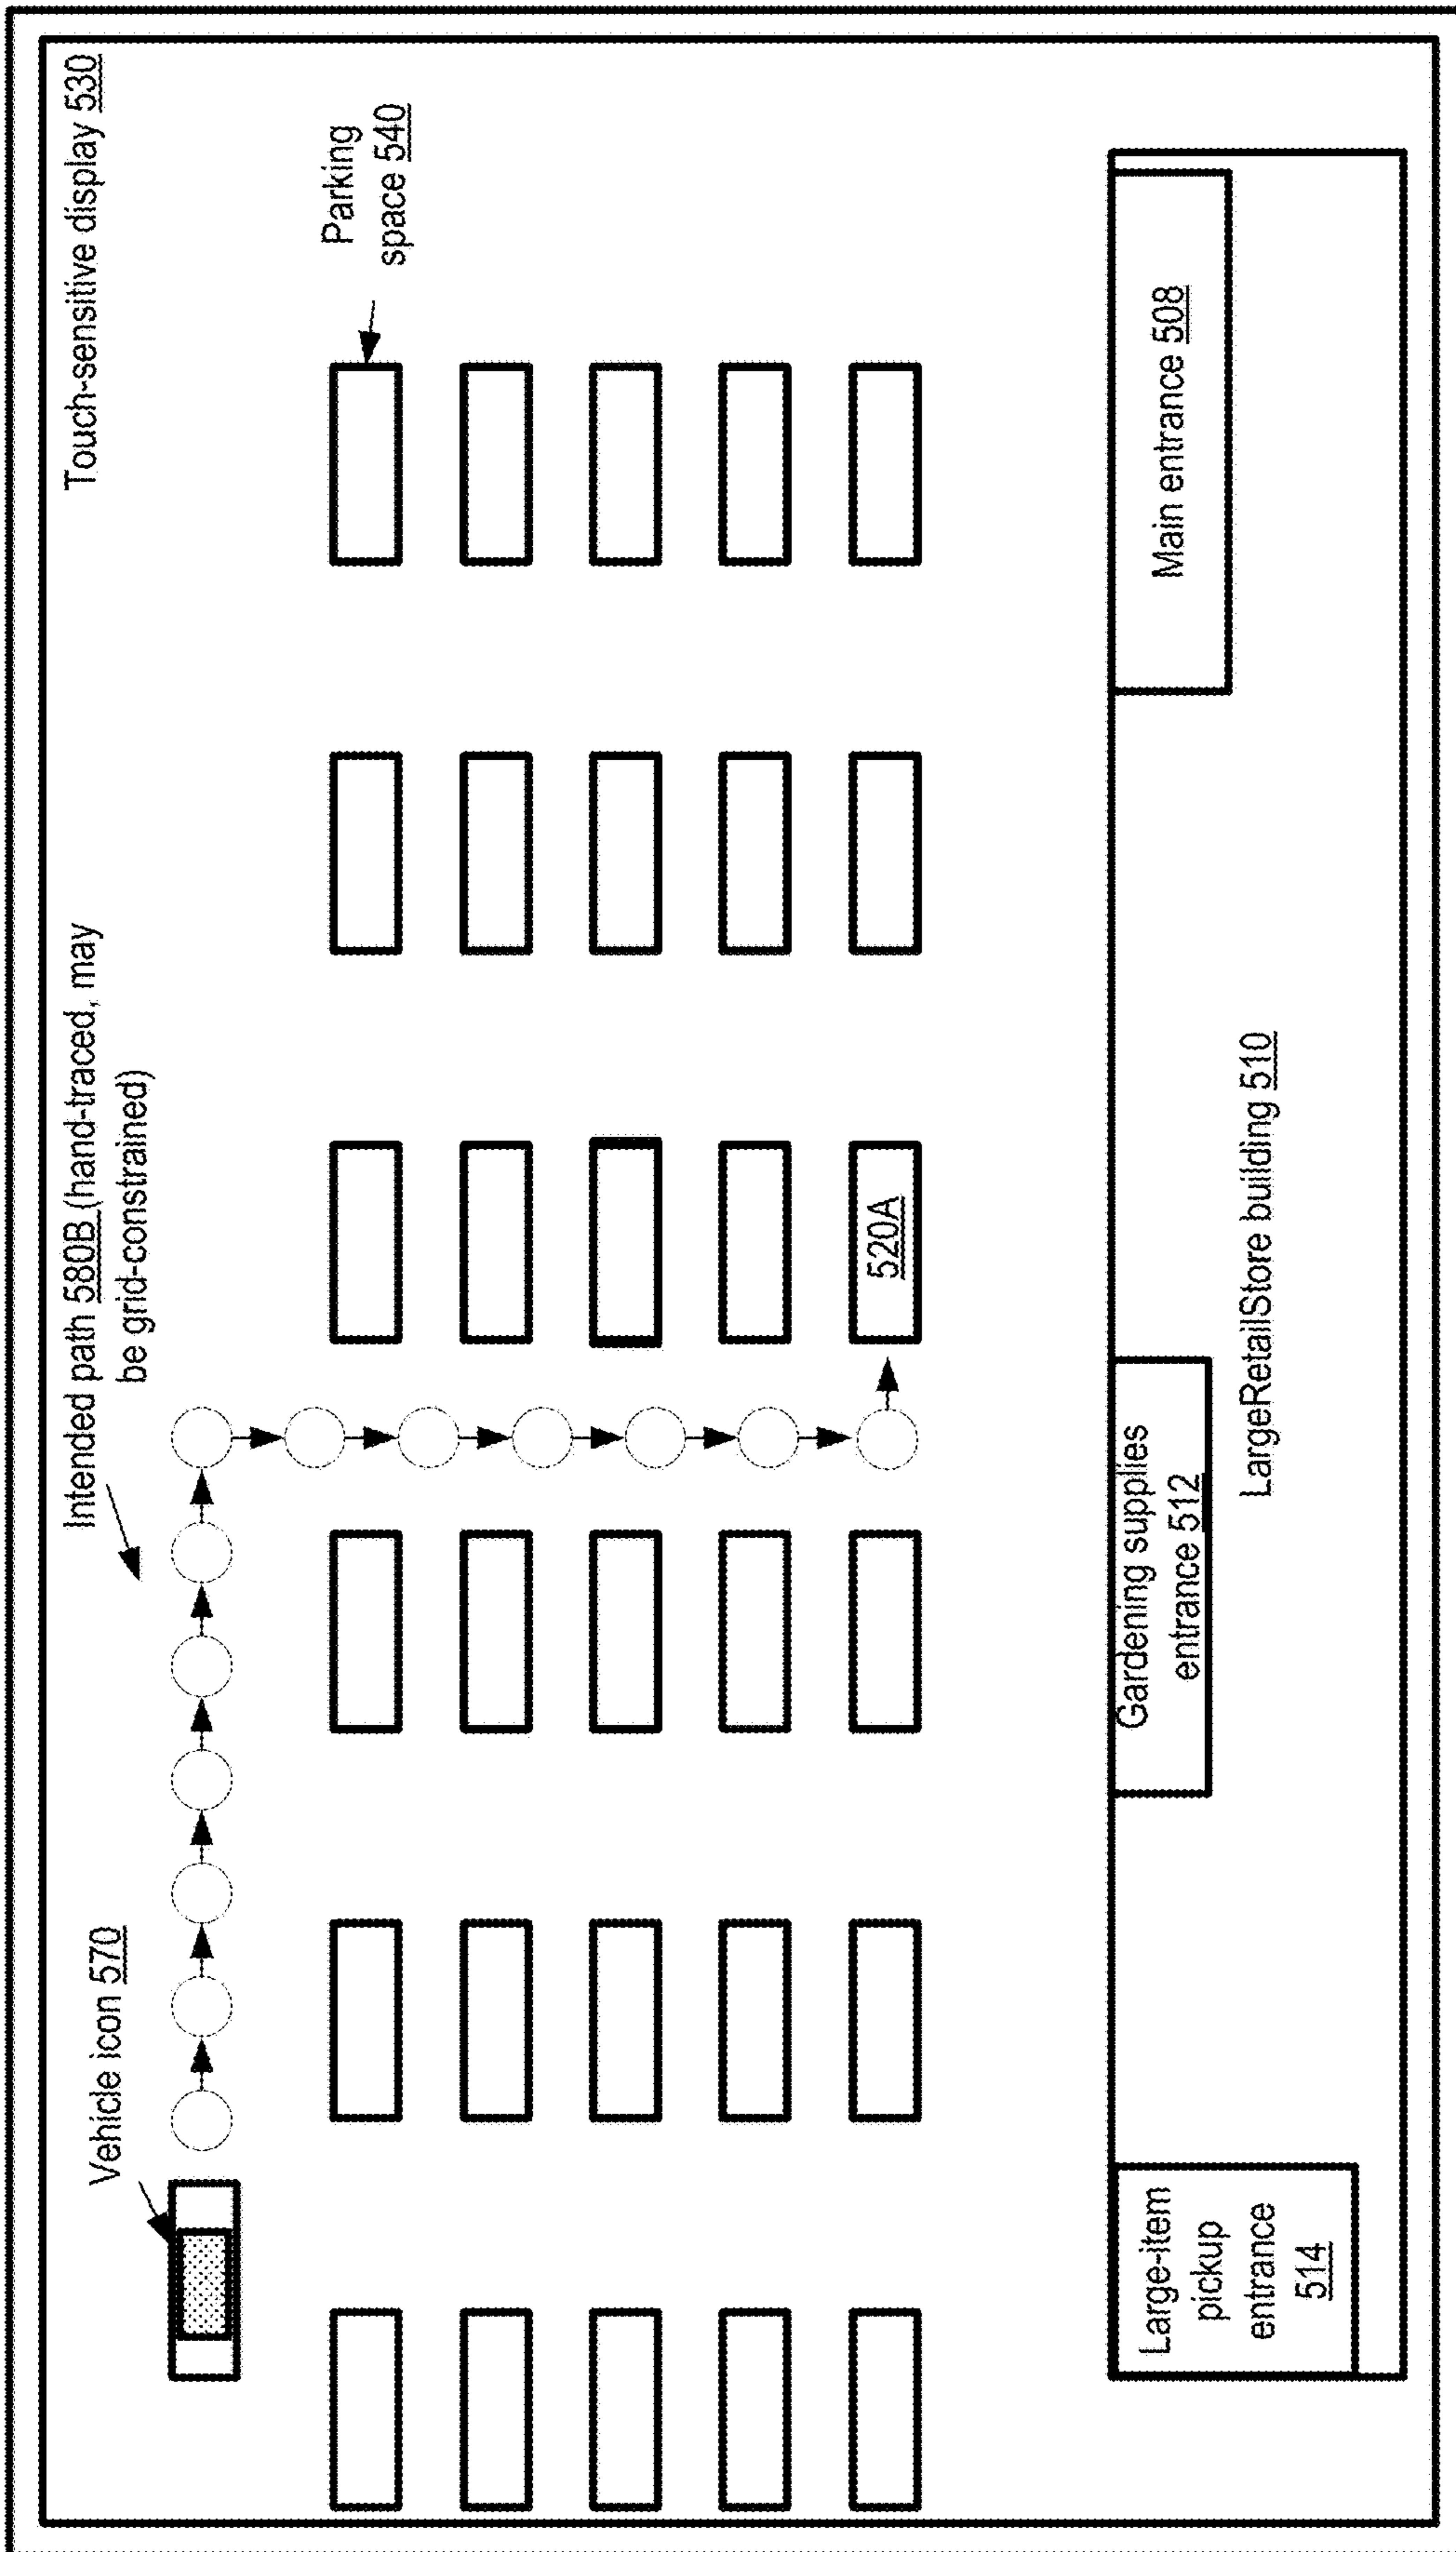 Touch-sensitive display 530
Vehicle icon 570
Intended path 580B (hand-traced, may
be grid-constrained)
Parking
space 540
520A
Large-item
pickup
entrance
514
Gardening supplies
entrance 512
Main entrance 508
LargeRetailStore building 510